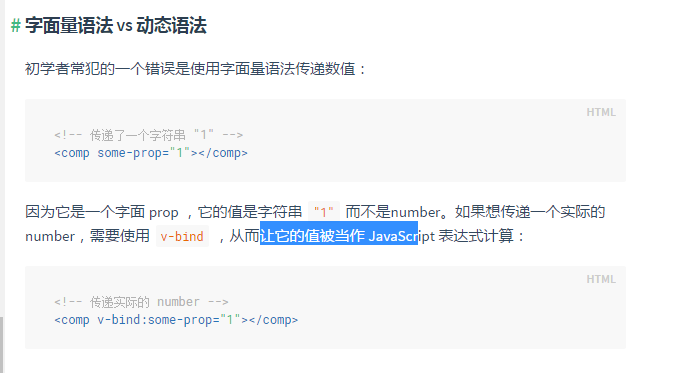 # 字面量语法 vs 动态语法
初学者常犯的一个错误是使用字面量语法传递数值：
HTML
<!-- 传递了一个字符串 "1" -->
<comp some-prop="1"></comp>
因为它是一个字面 prop ，它的值是字符串 "1" 而不是number。如果想传递一个实际的
number，需要使用 v-bind ，从而让它的值被当作 JavaScript 表达式计算：
HTML
<!-- 传递实际的 number -->
<comp v-bind:some-prop="1"></comp>